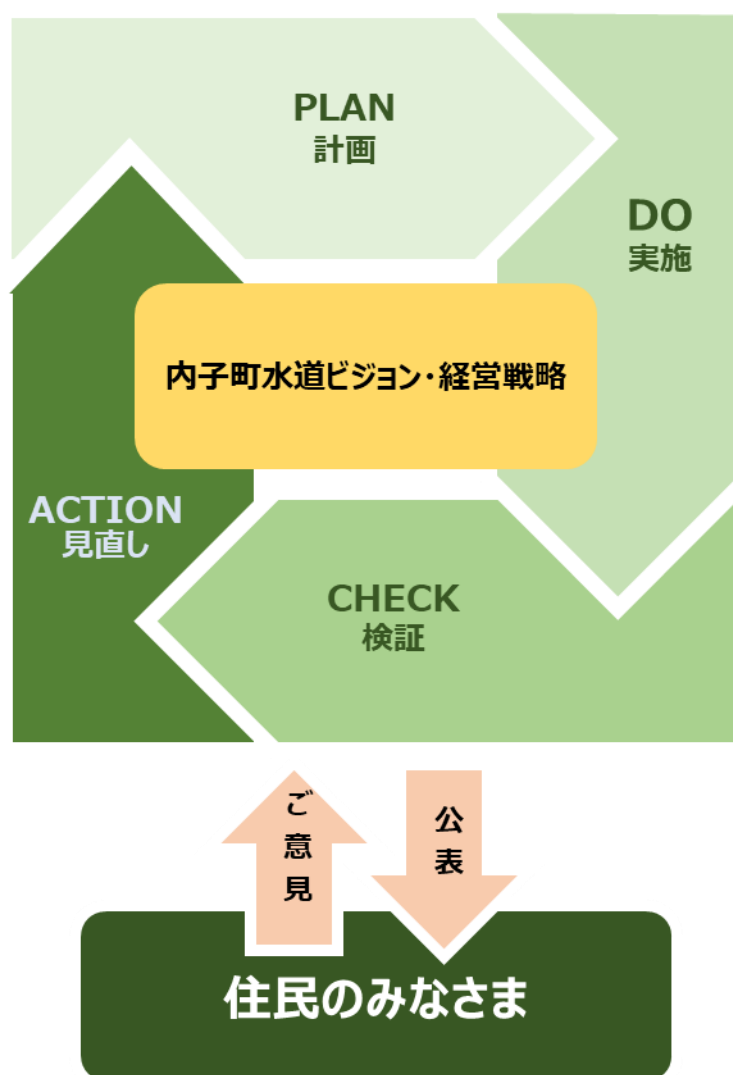 PLAN
計画
DO
実施
内子町水道ビジョン・経営戦略
ACTION
見直し
CHECK
検証
ご意見
公表
住民のみなさま